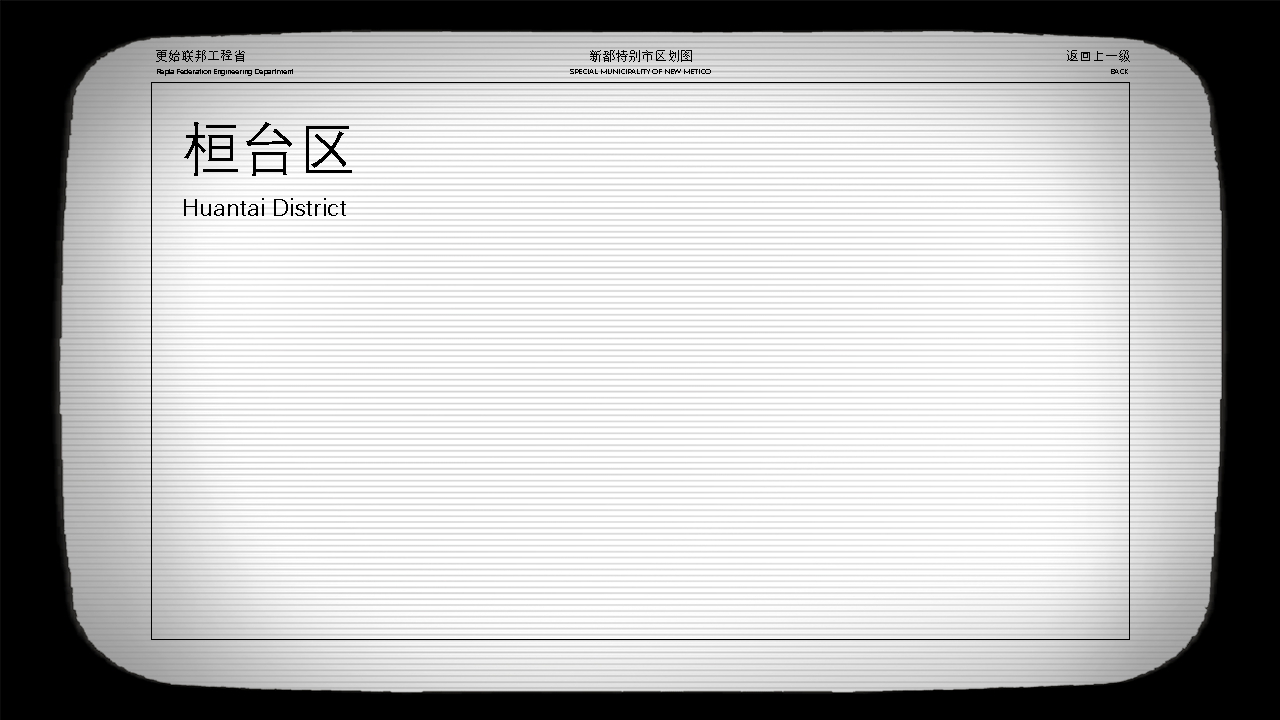 更始联邦工程省
Repla Federation Engineering Department
新都特别市区划图
SPECIAL MUNICIPALITY OF NEW METICO
返回上一级
BACK
桓台区
Huantai District